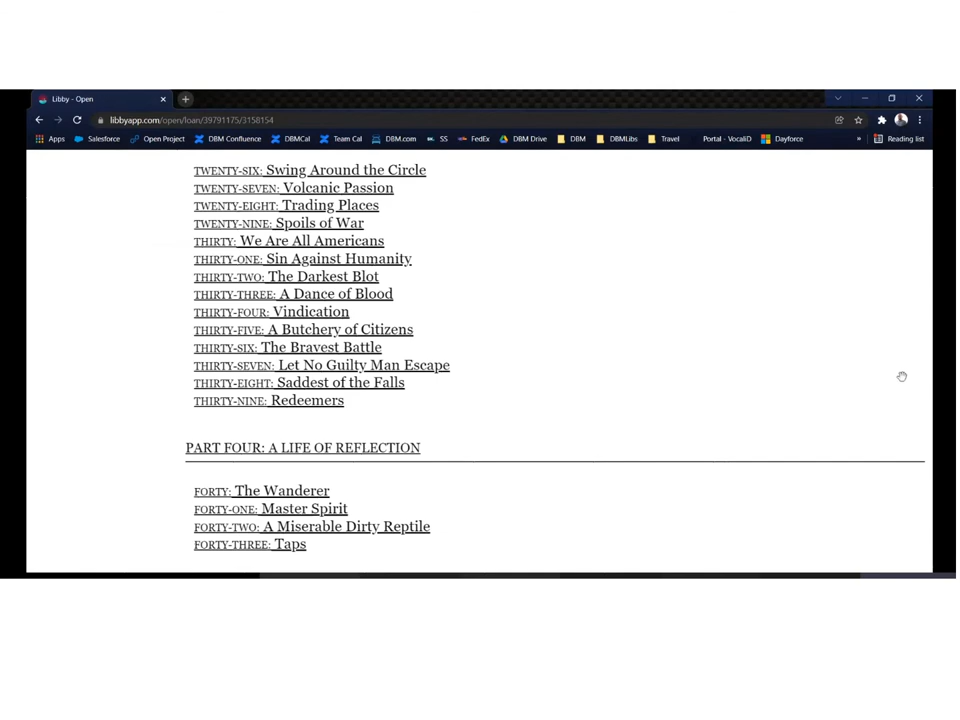 Libby - Open
libbyapp.com/open/loan/39791175/3158154
Apps Salesforce Open Project DBM Confluence DBMCal Team Cal DBM.com SS FedEx DBM Drive DBM DBMLibs Travel Portal - VocaliD Dayforce » Reading list
TWENTY-SIX: Swing Around the Circle
TWENTY-SEVEN: Volcanic Passion
TWENTY-EIGHT: Trading Places
TWENTY-NINE: Spoils of War
THIRTY: We Are All Americans
THIRTY-ONE: Sin Against Humanity
THIRTY-TWO: The Darkest Blot
THIRTY-THREE: A Dance of Blood
THIRTY-FOUR: Vindication
THIRTY-FIVE: A Butchery of Citizens
THIRTY-SIX: The Bravest Battle
THIRTY-SEVEN: Let No Guilty Man Escape
THIRTY-EIGHT: Saddest of the Falls
THIRTY-NINE: Redeemers
PART FOUR: A LIFE OF REFLECTION
FORTY: The Wanderer
FORTY-ONE: Master Spirit
FORTY-TWO: A Miserable Dirty Reptile
FORTY-THREE: Taps